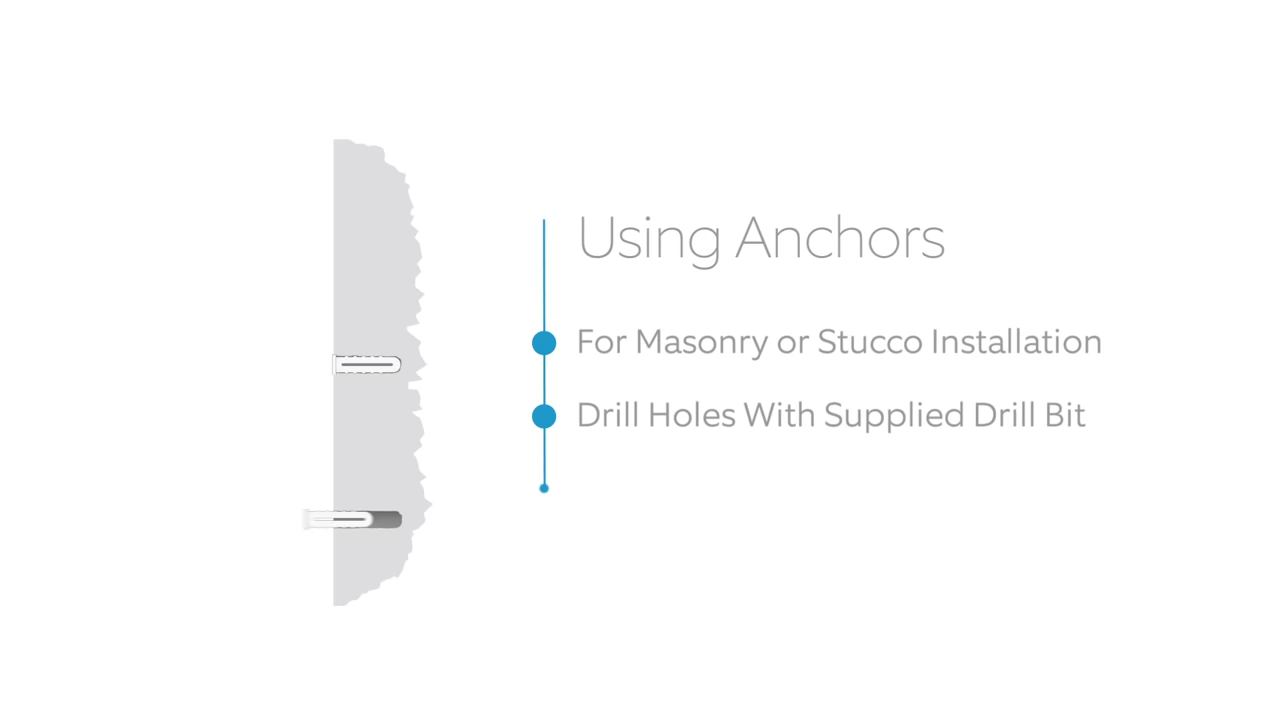 Using Anchors
For Masonry or Stucco Installation
Drill Holes With Supplied Drill Bit